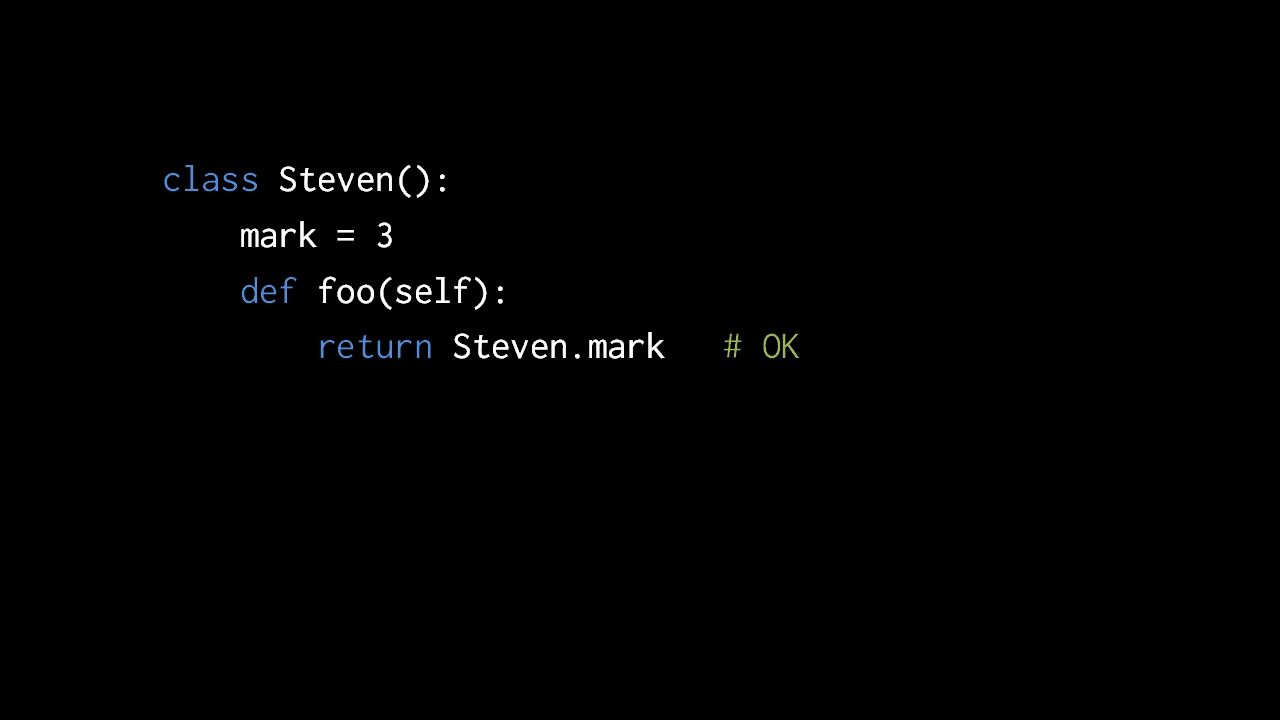 class Steven():
    mark = 3
    def foo(self):
        return Steven.mark   # OK